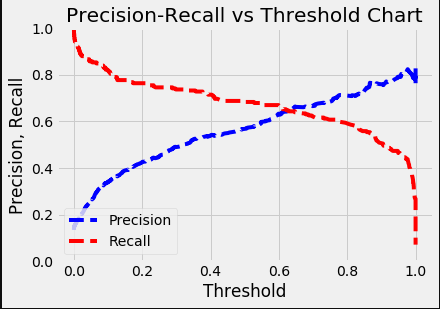 Precision-Recall vs Threshold Chart
1.0
0.8
0.6
0.4
0.2
0.0
Precision, Recall
Precision
Recall
0.0 0.2 0.4 0.6 0.8 1.0
Threshold